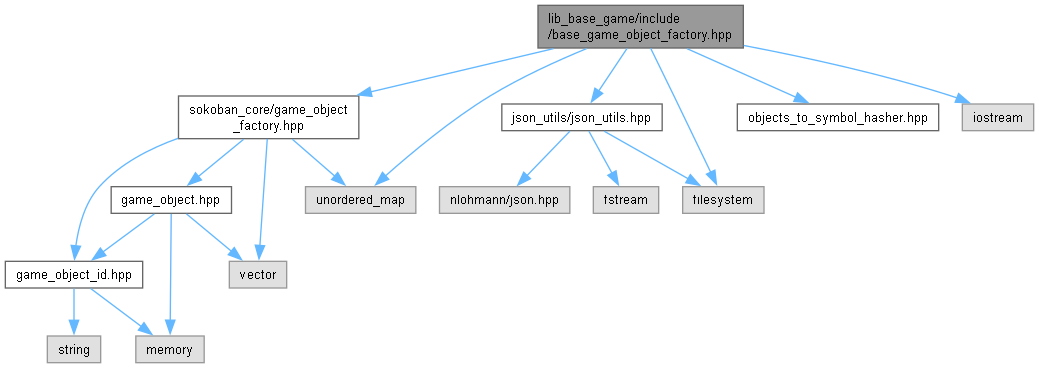 lib_base_game/include
/base_game_object_factory.hpp
sokoban_core/game_object
_factory.hpp
json_utils/json_utils.hpp
objects_to_symbol_hasher.hpp
iostream
game_object.hpp
unordered_map
nlohmann/json.hpp
fstream
filesystem
game_object_id.hpp
vector
string
memory